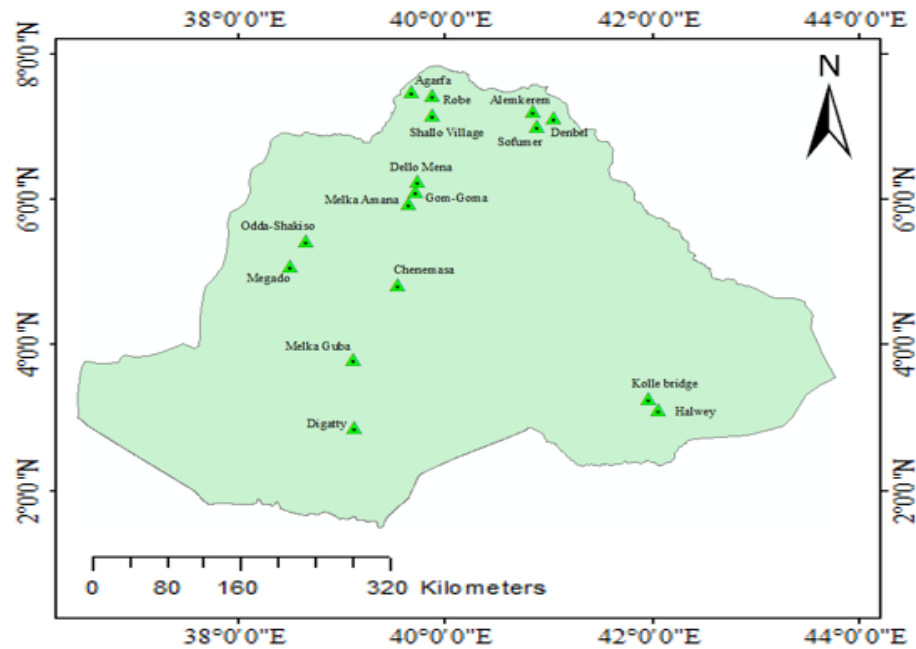 38°0'0"E 40°0'0"E 42°0'0"E 44°0'0"E
8°0'0"N
8°0'0"N
N
Agarfa
Robe
Alemkerem
Shallo Village
Sofumer
Denbel
Dello Mena
6°0'0"N
6°0'0"N
Melka Amana
Gom-Goma
Odda-Shakiso
Megado
Chenemasa
4°0'0"N
4°0'0"N
Melka Guba
Kolle bridge
Halwey
Digatty
2°0'0"N
2°0'0"N
0 80 160 320 Kilometers
38°0'0"E 40°0'0"E 42°0'0"E 44°0'0"E